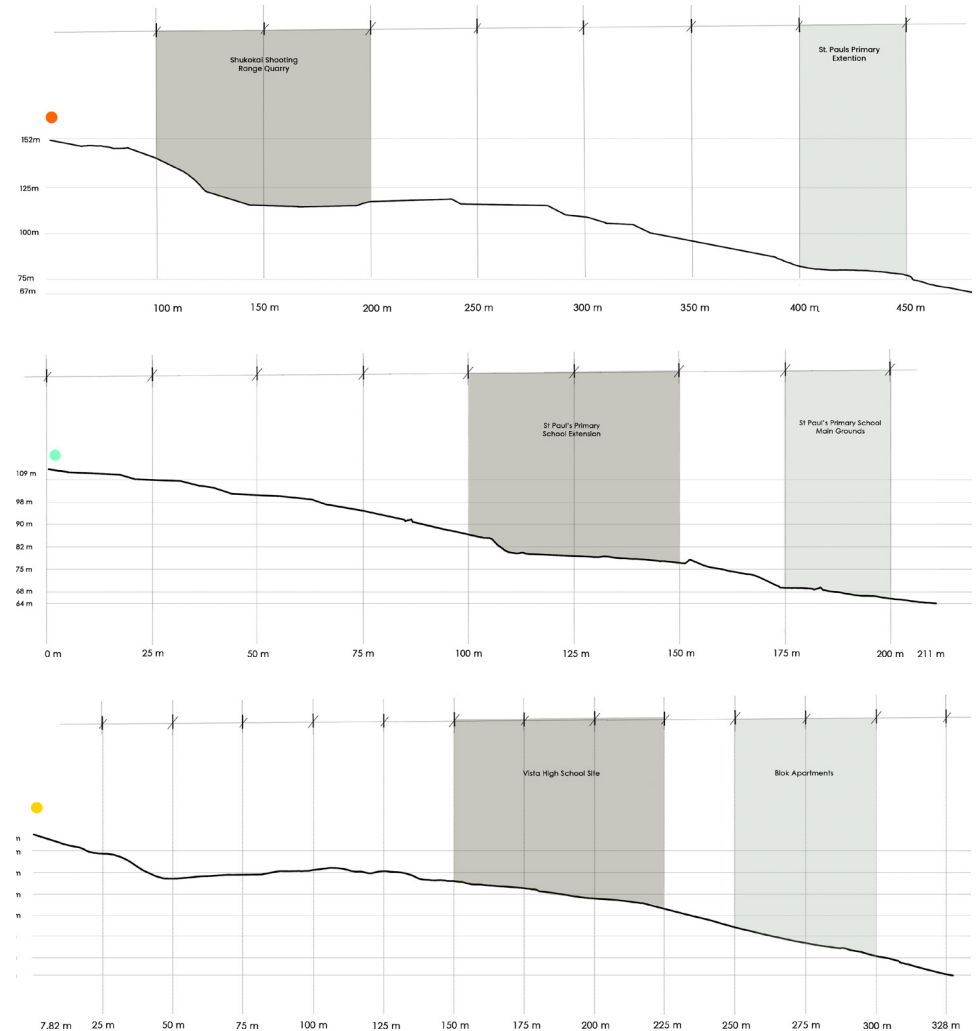 Shukokai Shooting
Range Quarry
St. Pauls Primary
Extention
152m
125m
100m
75m
67m
100 m
150 m
200 m
250 m
300 m
350 m
400 m
450 m
St Paul's Primary
School Extension
St Paul's Primary School
Main Grounds
109 m
98 m
90 m
82 m
75 m
68 m
64 m
0 m
25 m
50 m
75 m
100 m
125 m
150 m
175 m
200 m
211 m
Vista High School Site
Blok Apartments
7.82 m
25 m
50 m
75 m
100 m
125 m
150 m
175 m
200 m
225 m
250 m
275 m
300 m
328 m